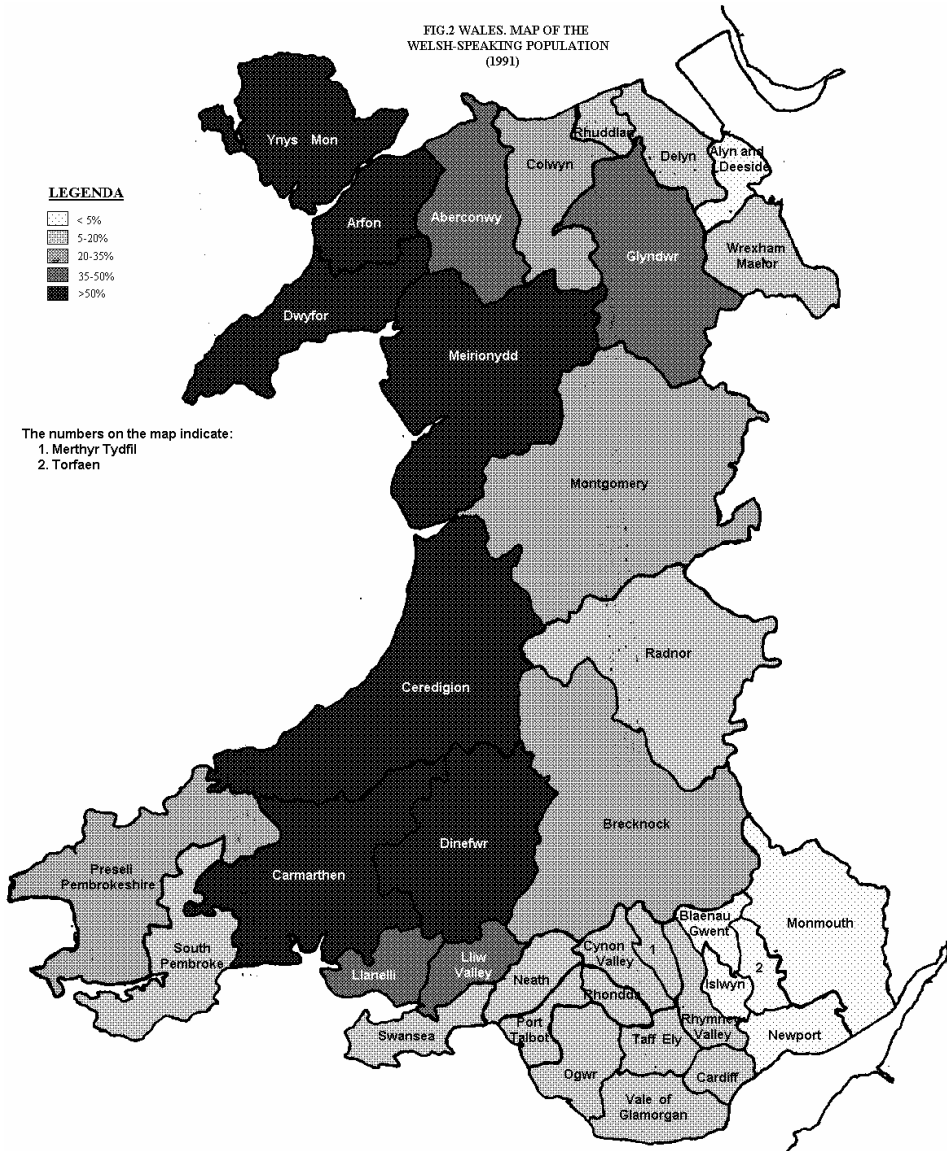 FIG.2 WALES. MAP OF THE
WELSH-SPEAKING POPULATION
(1991)
LEGENDA
< 5%
5-20%
20-35%
35-50%
>50%
The numbers on the map indicate:
1. Merthyr Tydfil
2. Torfaen
Ynys Mon
Arfon
Aberconwy
Colwyn
Rhuddlan
Delyn
Alyn and
Deeside
Dwyfor
Glyndwr
Wrexham
Maelor
Meirionydd
Montgomery
Radnor
Ceredigion
Brecknock
Dinefwr
Carmarthen
Presell
Pembrokeshire
South
Pembroke
Llanelli
Lliw
Valley
Neath
Cynon
Valley
1
Blaenau
Gwent
2
Monmouth
Islwyn
Rhondda
Rhymney
Valley
Newport
Swansea
Port
Talbot
Taff Ely
Ogwr
Cardiff
Vale of
Glamorgan